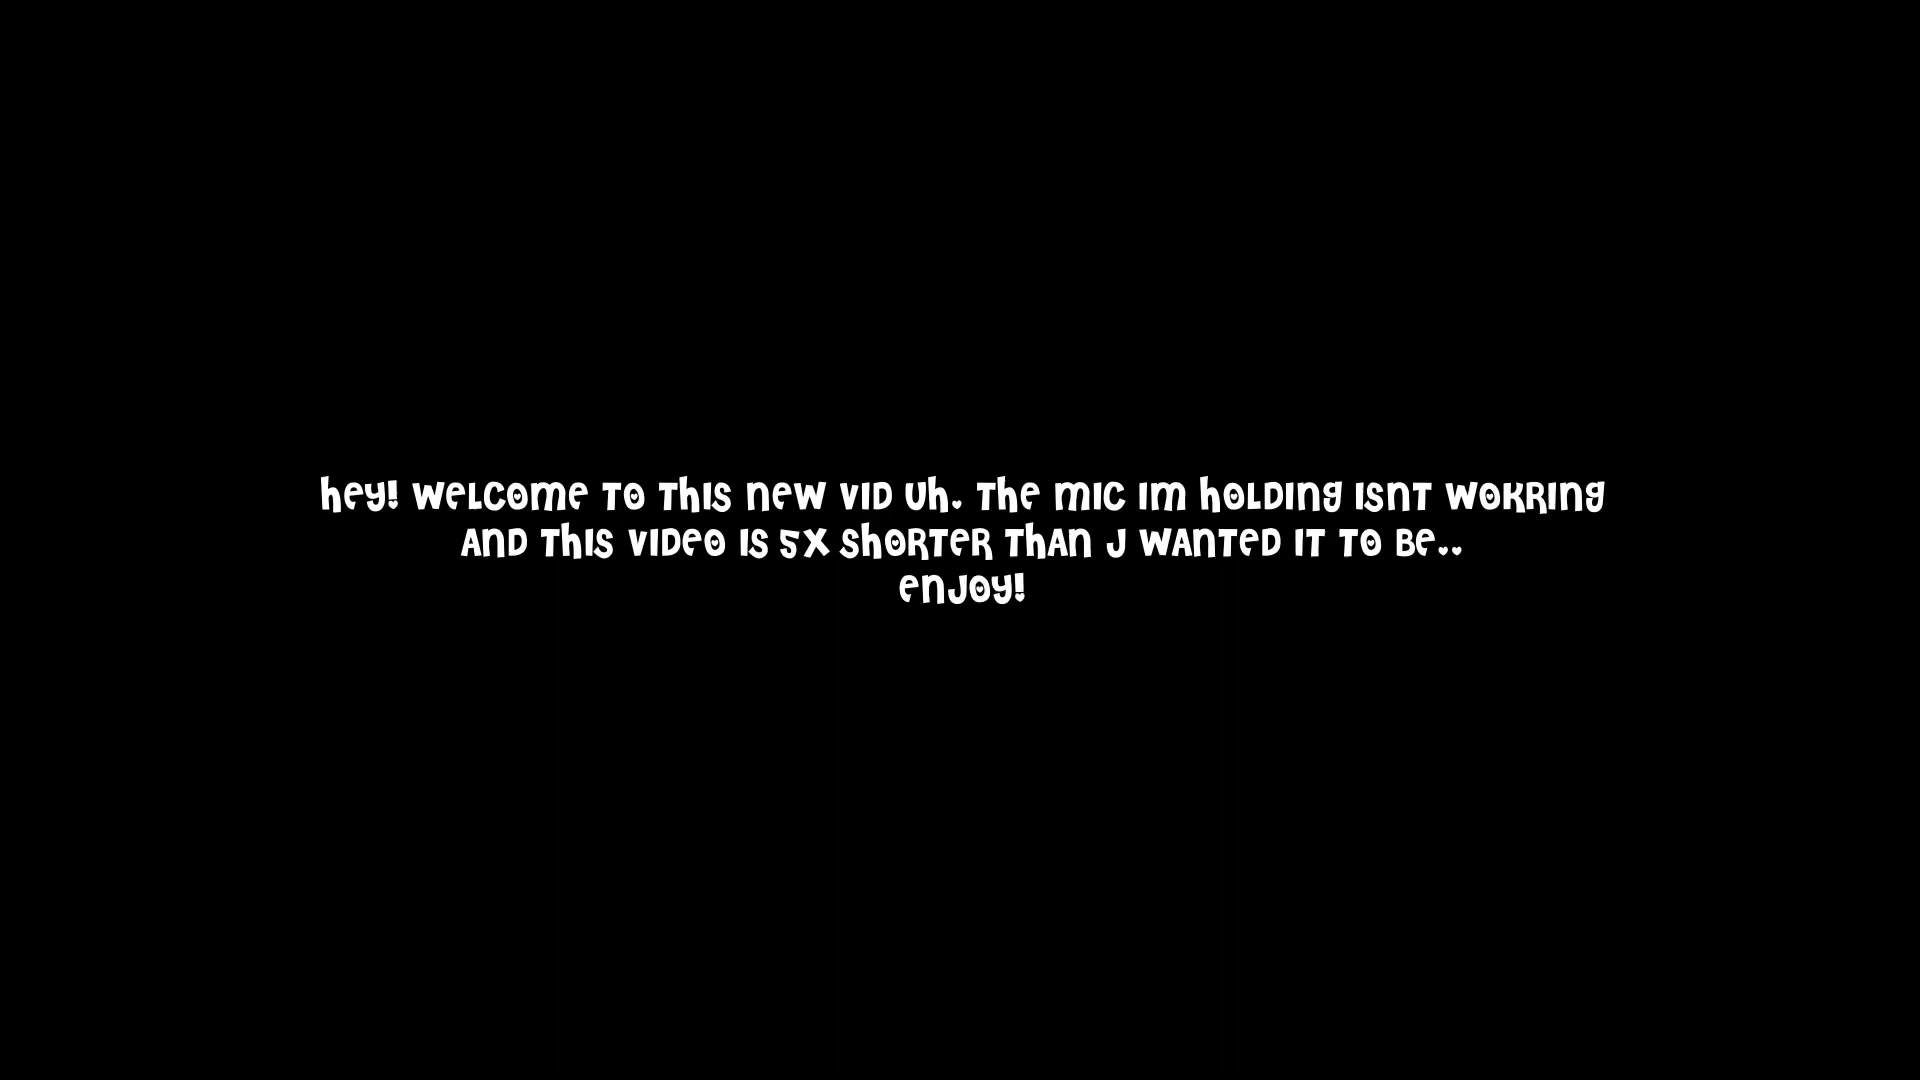 hey! welcome to this new vid uh. the mic im holding isnt wokring
and this video is 5x shorter than j wanted it to be..
enjoy!